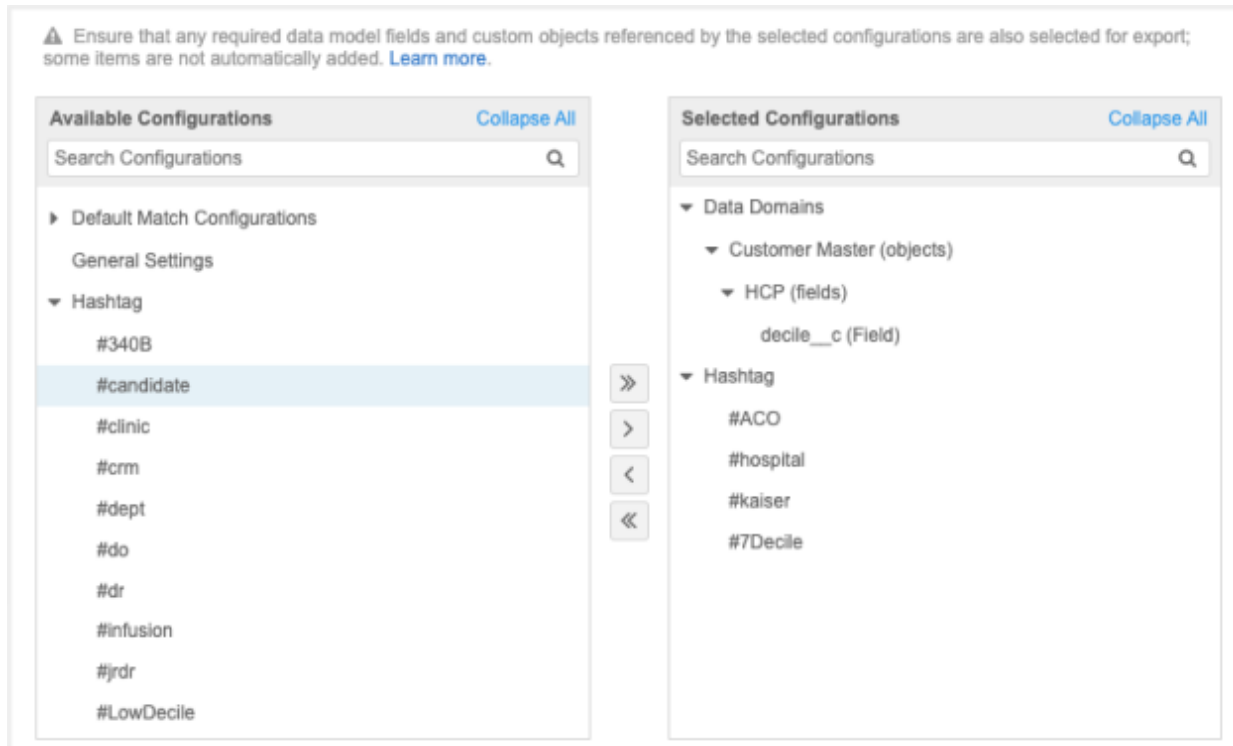 Ensure that any required data model fields and custom objects referenced by the selected configurations are also selected for export;
some items are not automatically added. Learn more.
Available Configurations Collapse All
Search Configurations
Default Match Configurations
General Settings
Hashtag
#340B
#candidate
#clinic
#crm
#dept
#do
#dr
#infusion
#jrdr
#LowDecile
Selected Configurations Collapse All
Search Configurations
Data Domains
Customer Master (objects)
HCP (fields)
decile__c (Field)
Hashtag
#ACO
#hospital
#kaiser
#7Decile